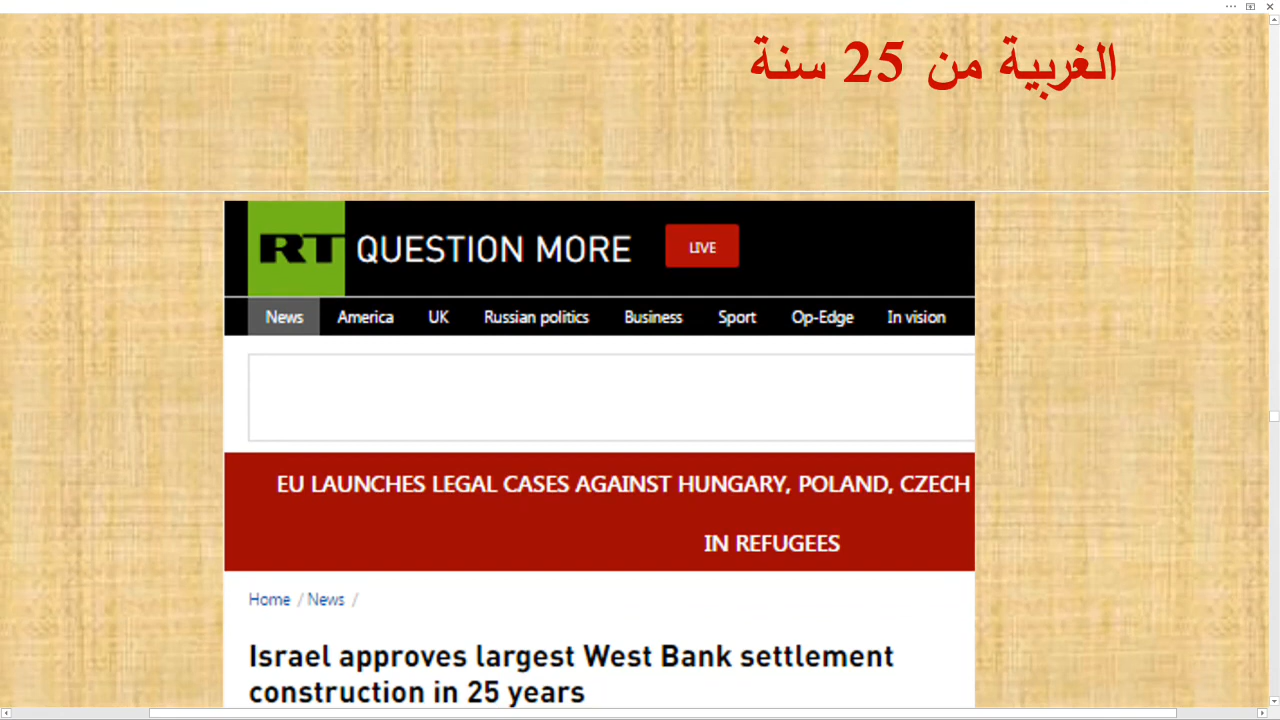 الغربية من 25 سنة
RT QUESTION MORE LIVE
News America UK Russian politics Business Sport Op-Edge In vision
EU LAUNCHES LEGAL CASES AGAINST HUNGARY, POLAND, CZECH
IN REFUGEES
Home / News /
Israel approves largest West Bank settlement
construction in 25 years